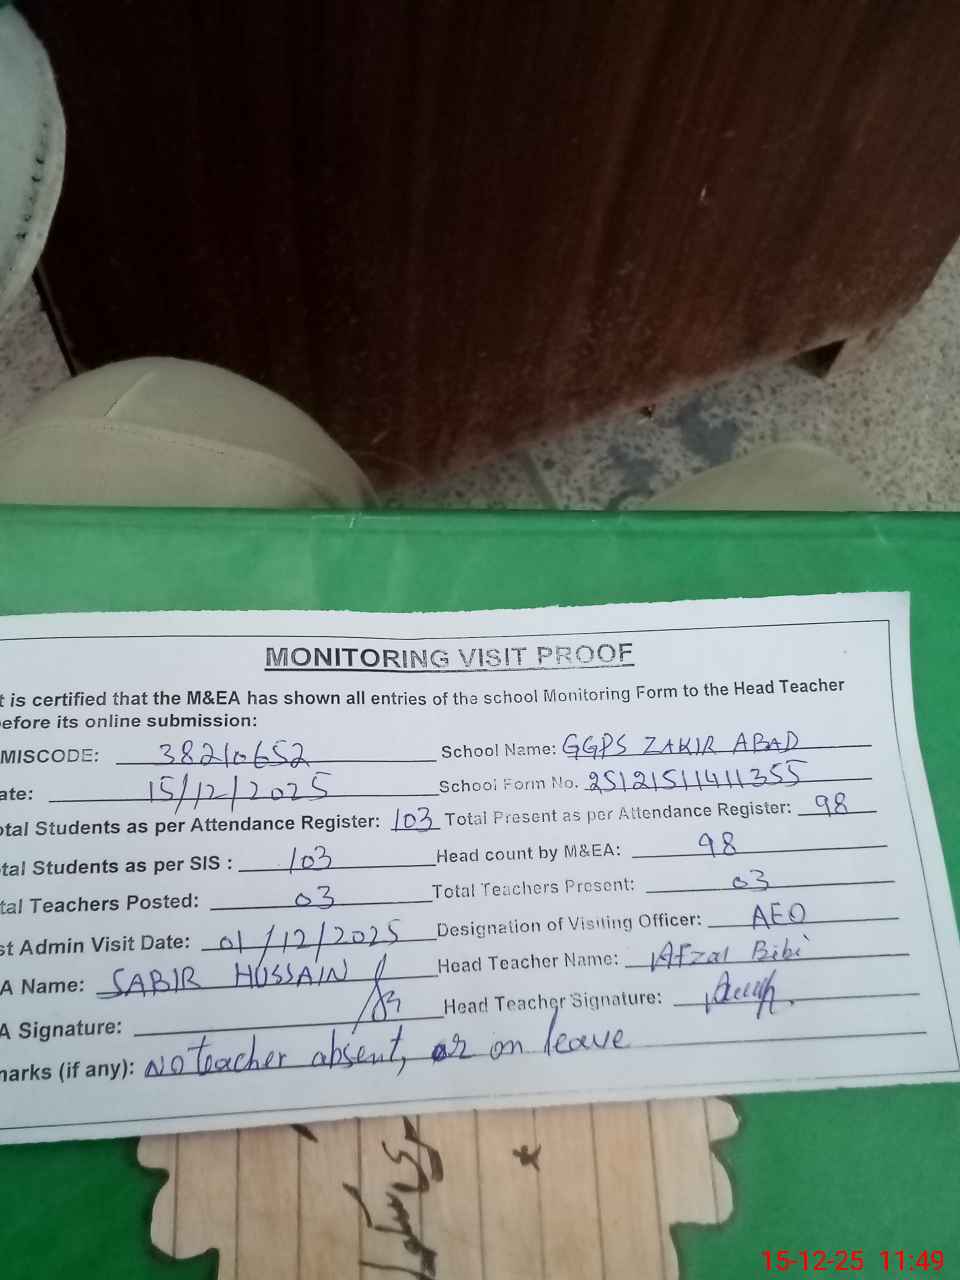 MONITORING VISIT PROOF
t is certified that the M&EA has shown all entries of the school Monitoring Form to the Head Teacher
efore its online submission:
MISCODE: 38210652 School Name: GGPS ZAKIR ABAD
ate: 15/12/2025 School Form No. 25121511411355
otal Students as per Attendance Register: 103 Total Present as per Attendance Register: 98
tal Students as per SIS : 103 Head count by M&EA: 98
tal Teachers Posted: 03 Total Teachers Present: 03
st Admin Visit Date: 01/12/2025 Designation of Visiting Officer: AEO
A Name: SABIR HUSSAIN Head Teacher Name: Afzal Bibi
A Signature: Head Teacher Signature:
marks (if any): No teacher absent, or on leave
15-12-25 11:49